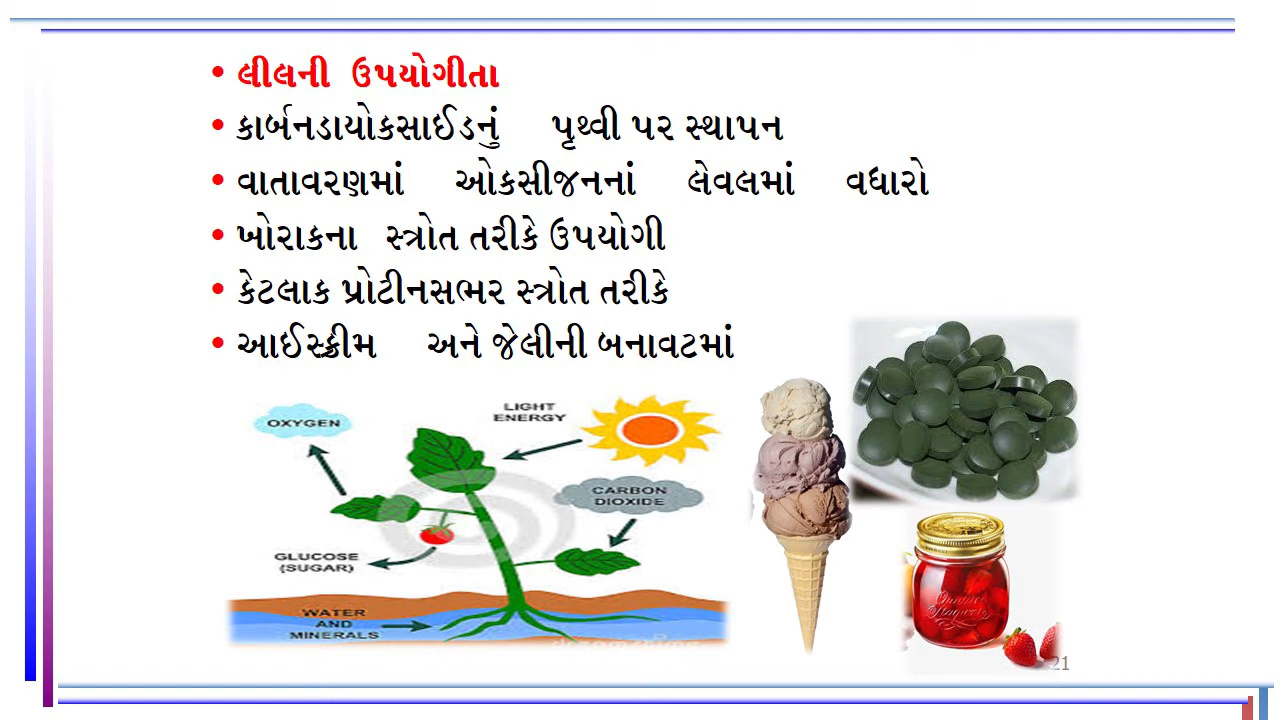 • લીલની ઉપયોગીતા
• કાર્બનડાયોકસાઈડનું પૃથ્વી પર સ્થાપન
• વાતાવરણમાં ઓકસીજનનાં લેવલમાં વધારો
• ખોરાકના સ્ત્રોત તરીકે ઉપયોગી
• કેટલાક પ્રોટીનસભર સ્ત્રોત તરીકે
• આઈસ્ક્રીમ અને જેલીની બનાવટમાં
OXYGEN
LIGHT
ENERGY
CARBON
DIOXIDE
GLUCOSE
(SUGAR)
WATER
AND
MINERALS
21